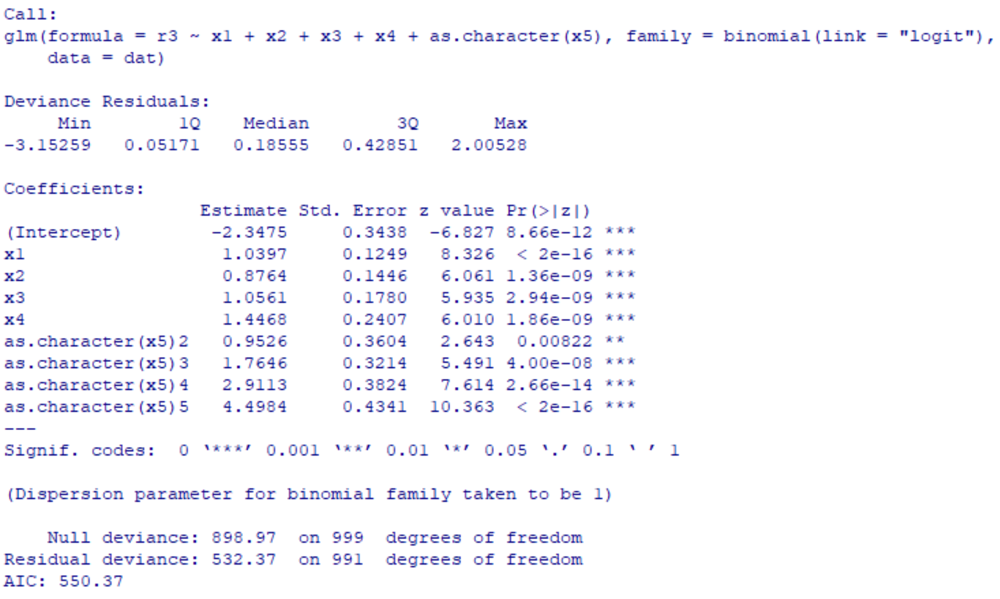 Call:
glm(formula = r3 ~ x1 + x2 + x3 + x4 + as.character(x5), family = binomial(link = "logit"),
    data = dat)
Deviance Residuals:
     Min        1Q    Median        3Q       Max
-3.15259   0.05171   0.18555   0.42851   2.00528
Coefficients:
                  Estimate Std. Error z value Pr(>|z|)
(Intercept)        -2.3475     0.3438  -6.827 8.66e-12 ***
x1                  1.0397     0.1249   8.326  < 2e-16 ***
x2                  0.8764     0.1446   6.061 1.36e-09 ***
x3                  1.0561     0.1780   5.935 2.94e-09 ***
x4                  1.4468     0.2407   6.010 1.86e-09 ***
as.character(x5)2   0.9526     0.3604   2.643  0.00822 **
as.character(x5)3   1.7646     0.3214   5.491 4.00e-08 ***
as.character(x5)4   2.9113     0.3824   7.614 2.66e-14 ***
as.character(x5)5   4.4984     0.4341  10.363  < 2e-16 ***
---
Signif. codes:  0 ‘***’ 0.001 ‘**’ 0.01 ‘*’ 0.05 ‘.’ 0.1 ‘ ’ 1
(Dispersion parameter for binomial family taken to be 1)
    Null deviance: 898.97  on 999  degrees of freedom
Residual deviance: 532.37  on 991  degrees of freedom
AIC: 550.37